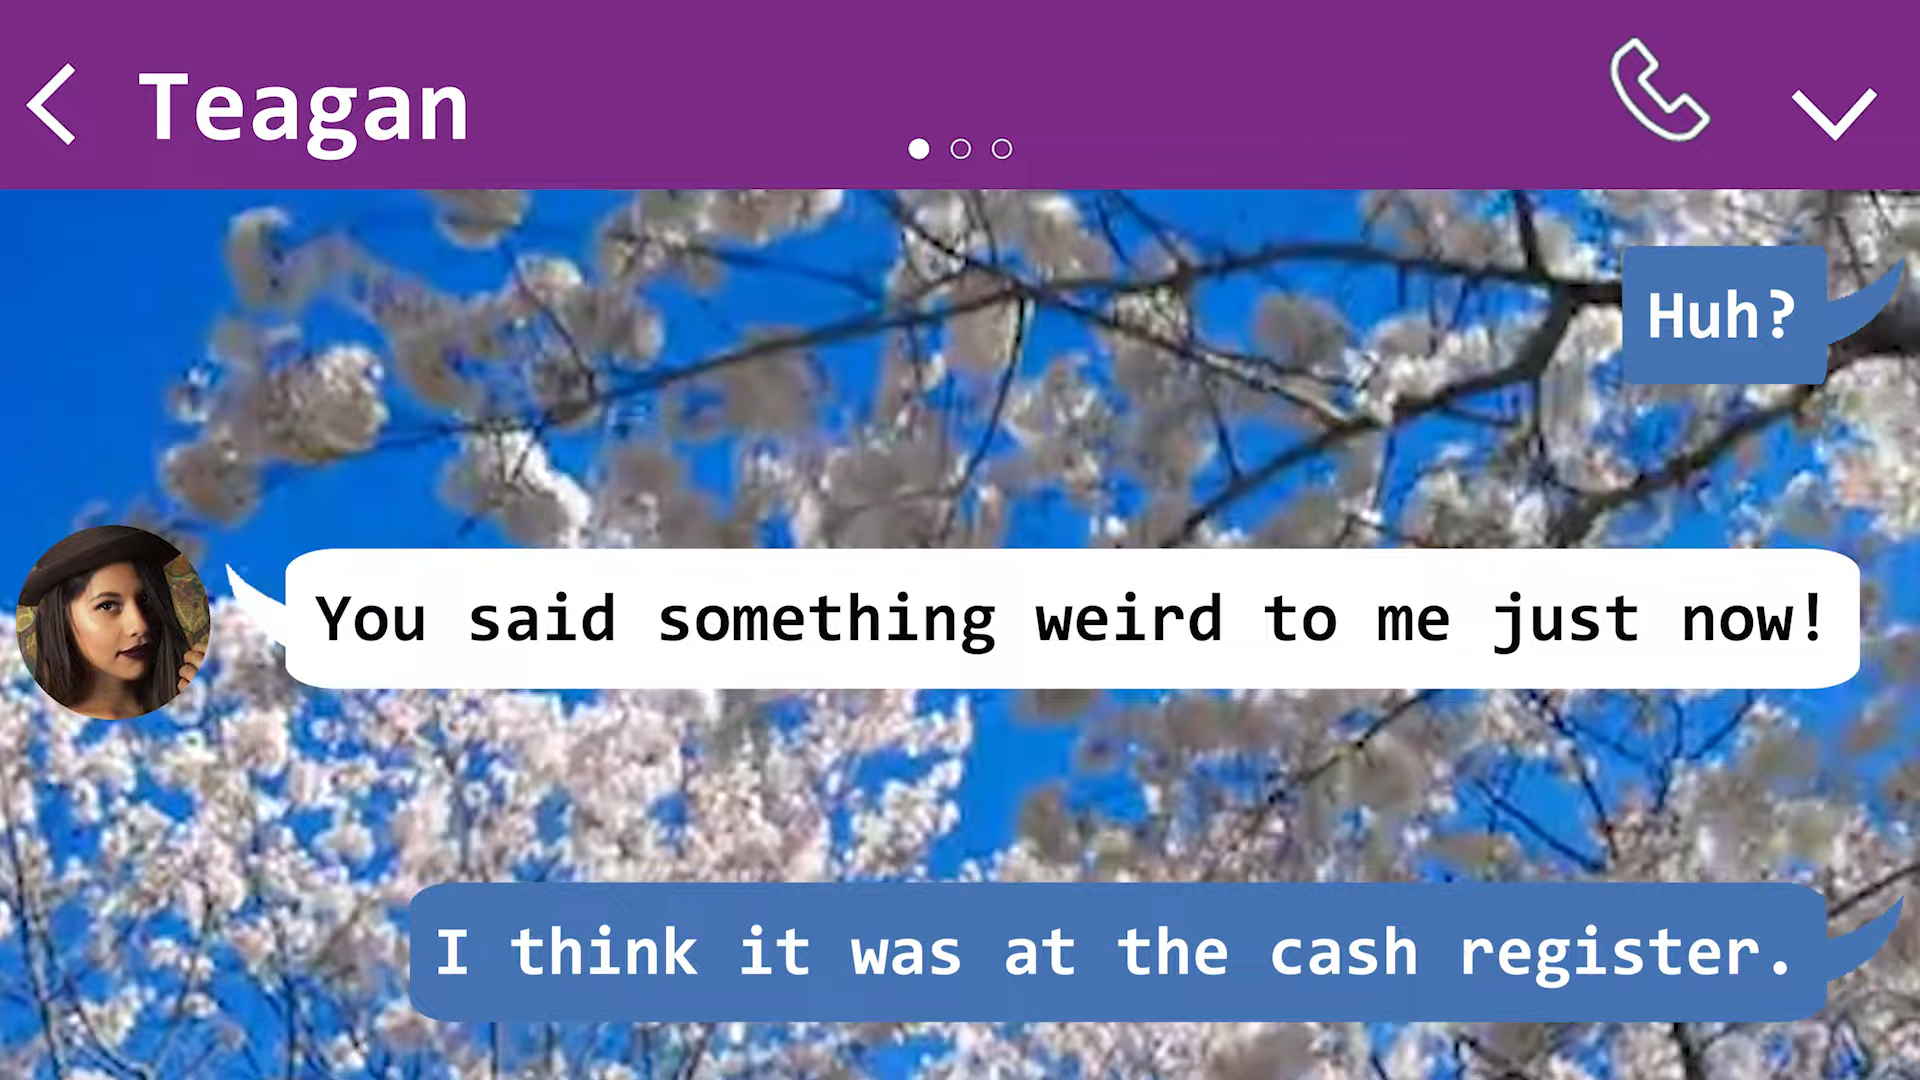 Teagan
Huh?
You said something weird to me just now!
I think it was at the cash register.